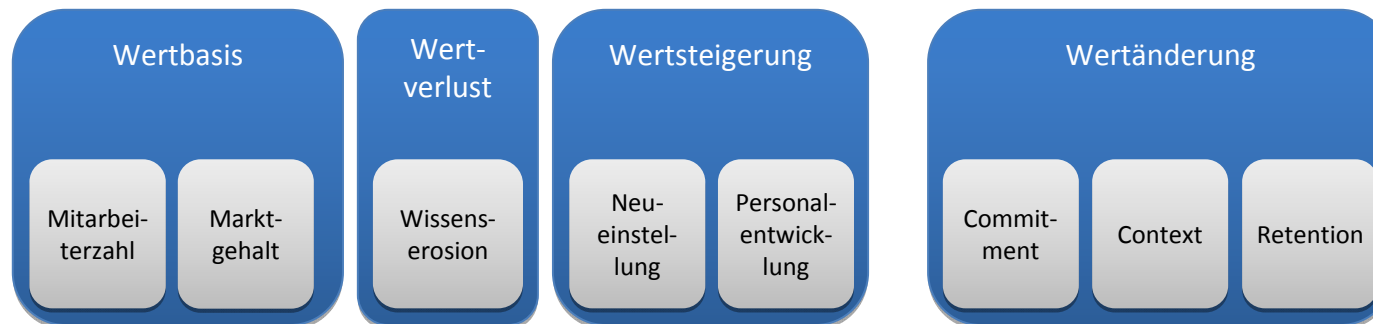 Wertbasis
Mitarbei-
terzahl
Markt-
gehalt
Wert-
verlust
Wissens-
erosion
Wertsteigerung
Neu-
einstel-
lung
Personal-
entwick-
lung
Wertänderung
Commit-
ment
Context
Retention